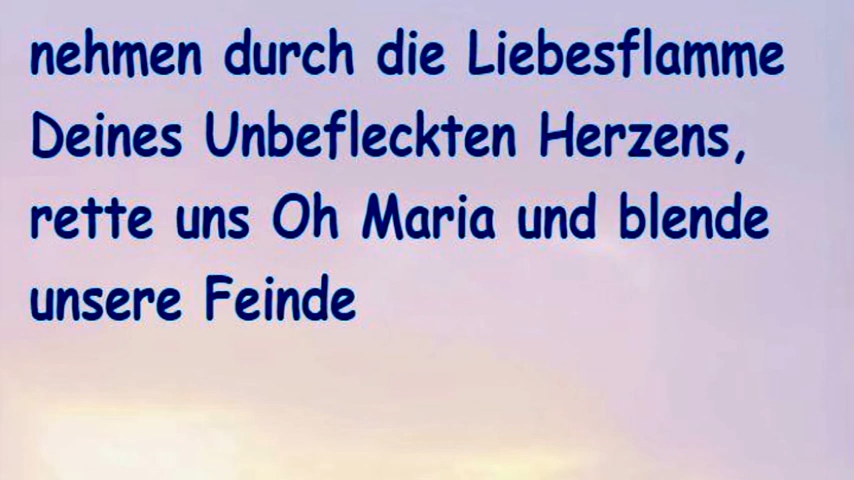 nehmen durch die Liebesflamme
Deines Unbefleckten Herzens,
rette uns Oh Maria und blende
unsere Feinde